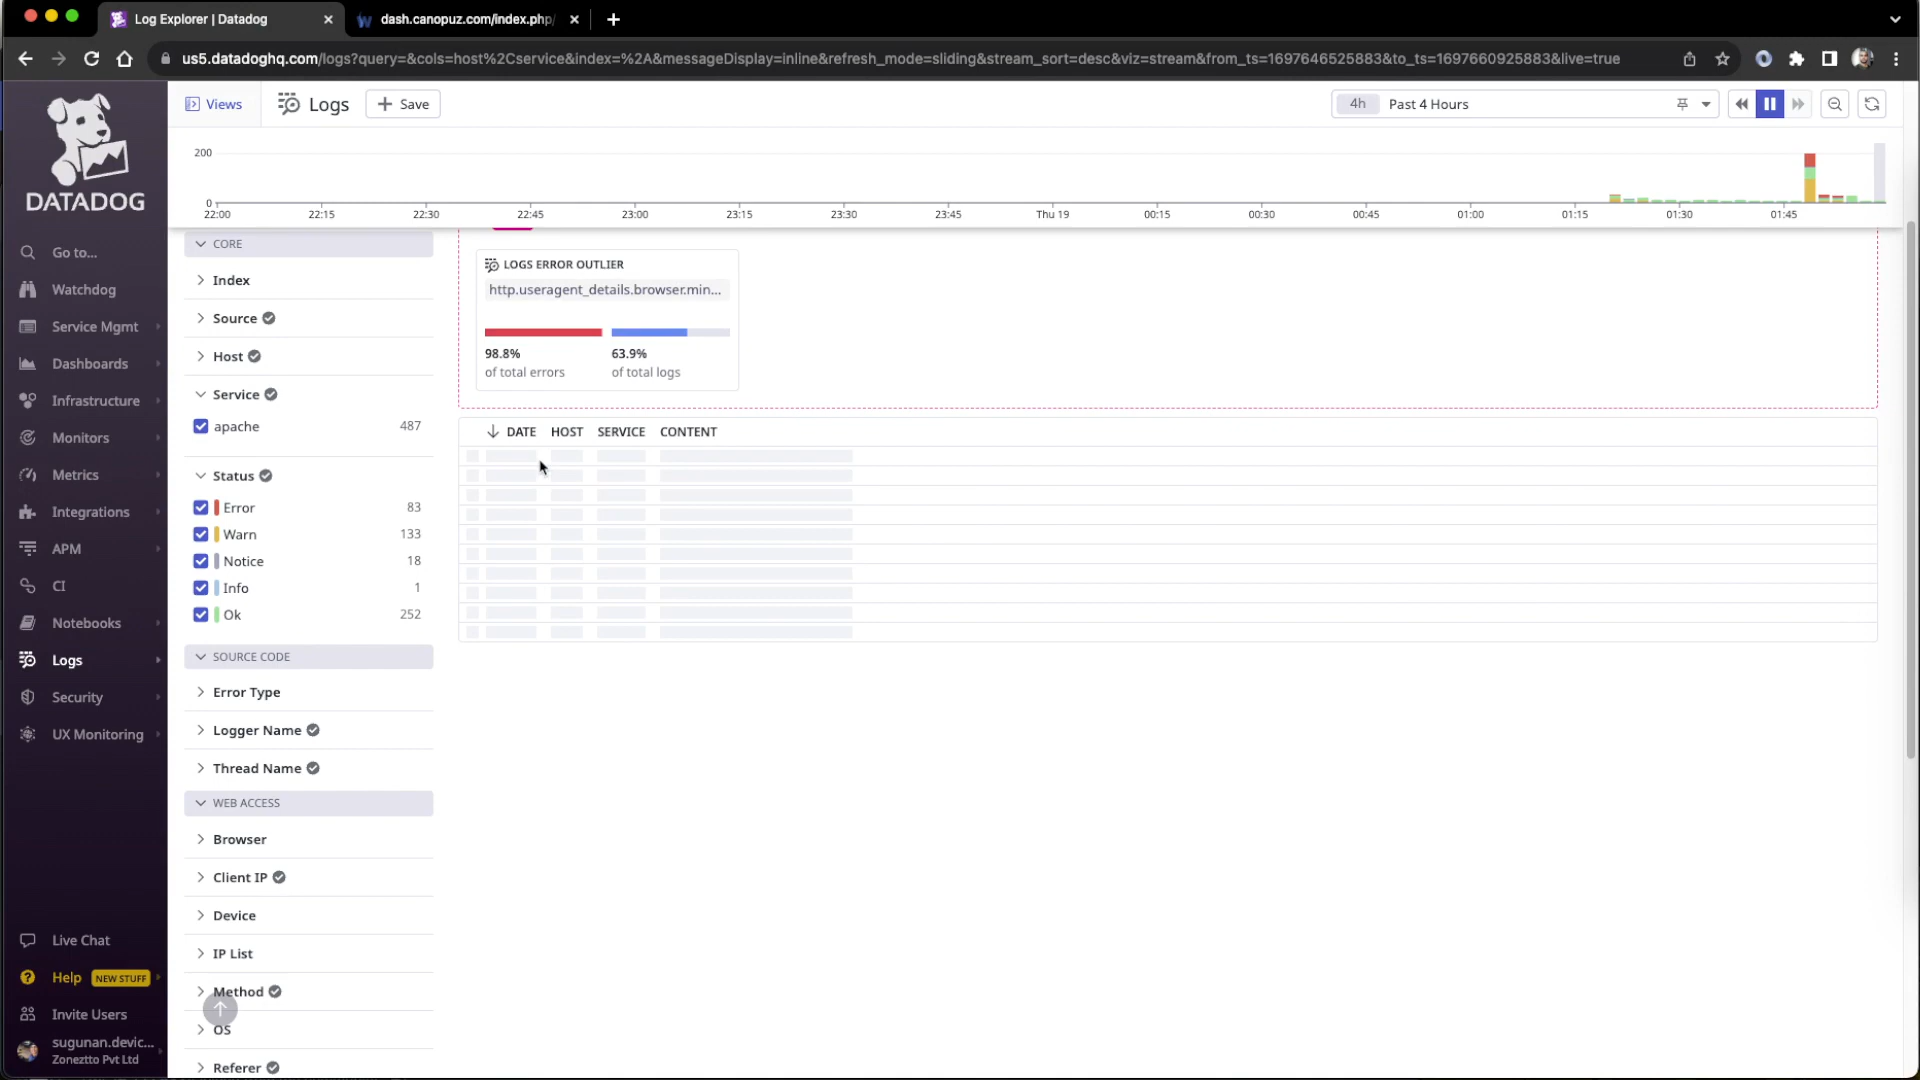 Log Explorer | Datadog
dash.canopuz.com/index.php/
us5.datadoghq.com/logs?query=&cols=host%2Cservice&index=%2A&messageDisplay=inline&refresh_mode=sliding&stream_sort=desc&viz=stream&from_ts=1697646525883&to_ts=1697660925883&live=true
DATADOG
Go to...
Watchdog
Service Mgmt
Dashboards
Infrastructure
Monitors
Metrics
Integrations
APM
CI
Notebooks
Logs
Security
UX Monitoring
Live Chat
Help NEW STUFF
Invite Users
sugunan.devic...
Zoneztto Pvt Ltd
Views
Logs
+ Save
4h Past 4 Hours
200
0
22:00 22:15 22:30 22:45 23:00 23:15 23:30 23:45 Thu 19 00:15 00:30 00:45 01:00 01:15 01:30 01:45
CORE
Index
Source
Host
Service
apache 487
Status
Error 83
Warn 133
Notice 18
Info 1
Ok 252
SOURCE CODE
Error Type
Logger Name
Thread Name
WEB ACCESS
Browser
Client IP
Device
IP List
Method
OS
Referer
LOGS ERROR OUTLIER
http.useragent_details.browser.min...
98.8% 63.9%
of total errors of total logs
DATE HOST SERVICE CONTENT